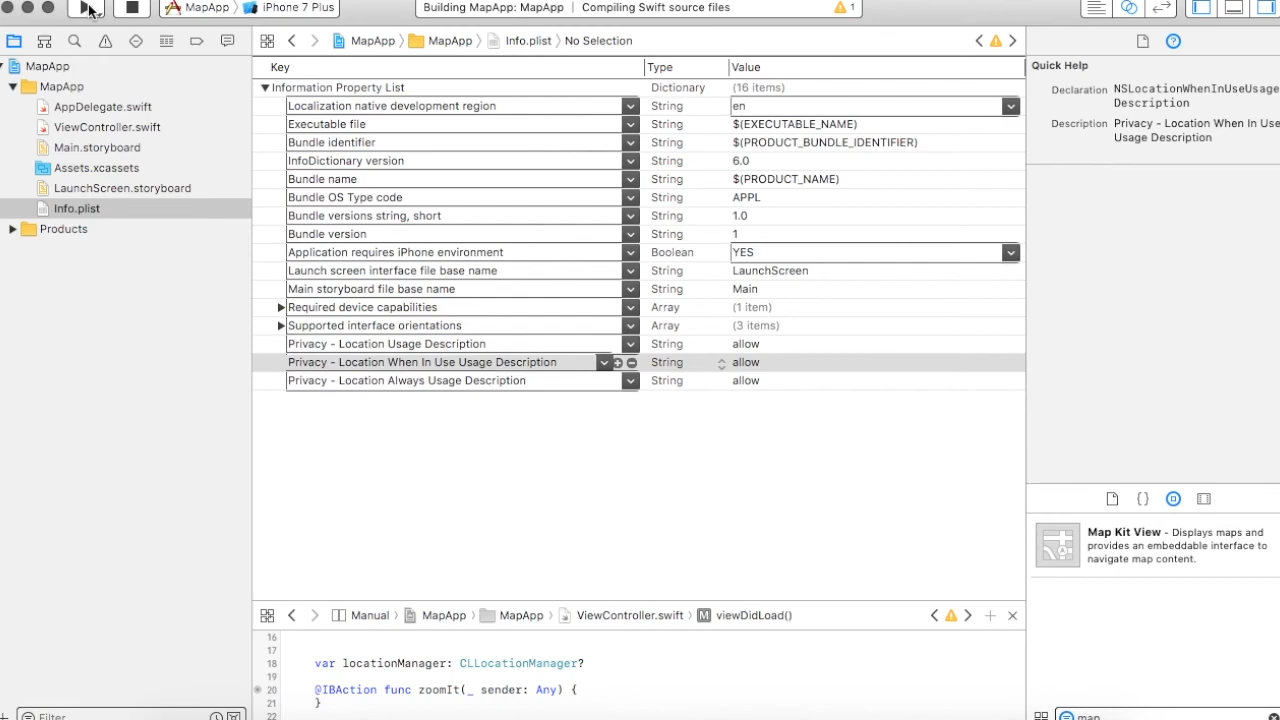 MapApp iPhone 7 Plus Building MapApp: MapApp | Compiling Swift source files 1
MapApp MapApp Info.plist No Selection
MapApp
MapApp
AppDelegate.swift
ViewController.swift
Main.storyboard
Assets.xcassets
LaunchScreen.storyboard
Info.plist
Products
Key Type Value
Information Property List Dictionary (16 items)
Localization native development region String en
Executable file String $(EXECUTABLE_NAME)
Bundle identifier String $(PRODUCT_BUNDLE_IDENTIFIER)
InfoDictionary version String 6.0
Bundle name String $(PRODUCT_NAME)
Bundle OS Type code String APPL
Bundle versions string, short String 1.0
Bundle version String 1
Application requires iPhone environment Boolean YES
Launch screen interface file base name String LaunchScreen
Main storyboard file base name String Main
Required device capabilities Array (1 item)
Supported interface orientations Array (3 items)
Privacy - Location Usage Description String allow
Privacy - Location When In Use Usage Description String allow
Privacy - Location Always Usage Description String allow
Quick Help
Declaration NSLocationWhenInUseUsage
Description
Description Privacy - Location When In Use
Usage Description
Map Kit View - Displays maps and
provides an embeddable interface to
navigate map content.
Manual MapApp MapApp ViewController.swift M viewDidLoad()
16
17
18 var locationManager: CLLocationManager?
19
20 @IBAction func zoomIt(_ sender: Any) {
21 }
22
Filter
map